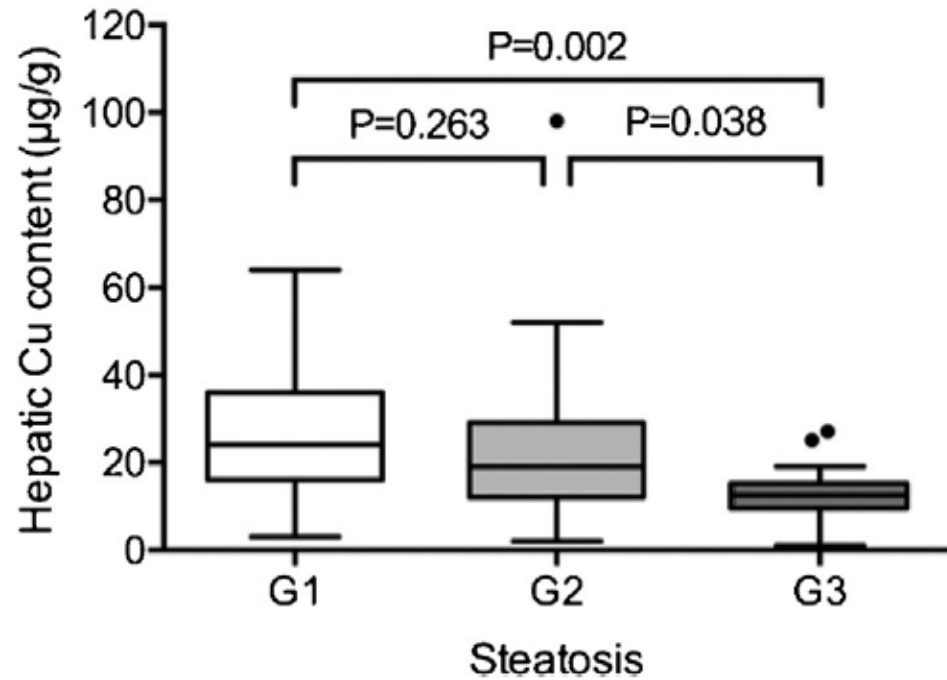 Hepatic Cu content (µg/g)
120
100
80
60
40
20
0
P=0.002
P=0.263
P=0.038
G1 G2 G3
Steatosis